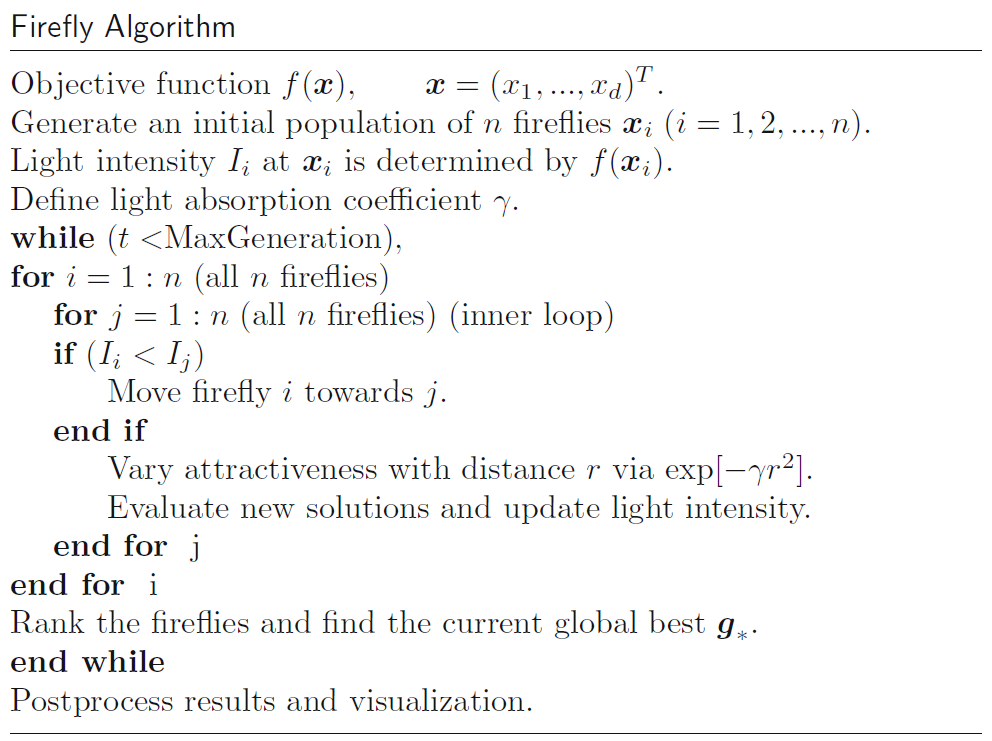 Firefly Algorithm
Objective function f(x), x = (x₁, ..., x_d)ᵀ.
Generate an initial population of n fireflies xᵢ (i = 1, 2, ..., n).
Light intensity Iᵢ at xᵢ is determined by f(xᵢ).
Define light absorption coefficient γ.
while (t <MaxGeneration),
for i = 1 : n (all n fireflies)
for j = 1 : n (all n fireflies) (inner loop)
if (Iᵢ < Iⱼ)
Move firefly i towards j.
end if
Vary attractiveness with distance r via exp[−γr²].
Evaluate new solutions and update light intensity.
end for j
end for i
Rank the fireflies and find the current global best g₎.
end while
Postprocess results and visualization.